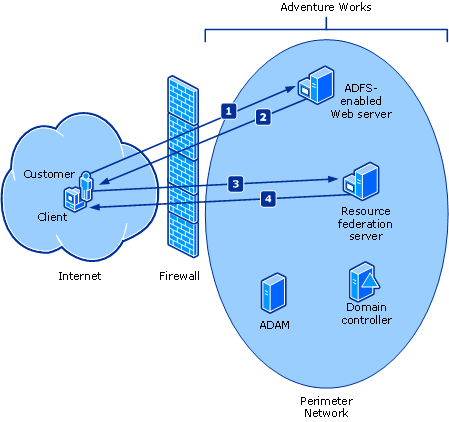 Adventure Works
ADFS-
enabled
Web server
1
2
Customer
3
4
Client
Resource
federation
server
Internet
Firewall
ADAM
Domain
controller
Perimeter
Network